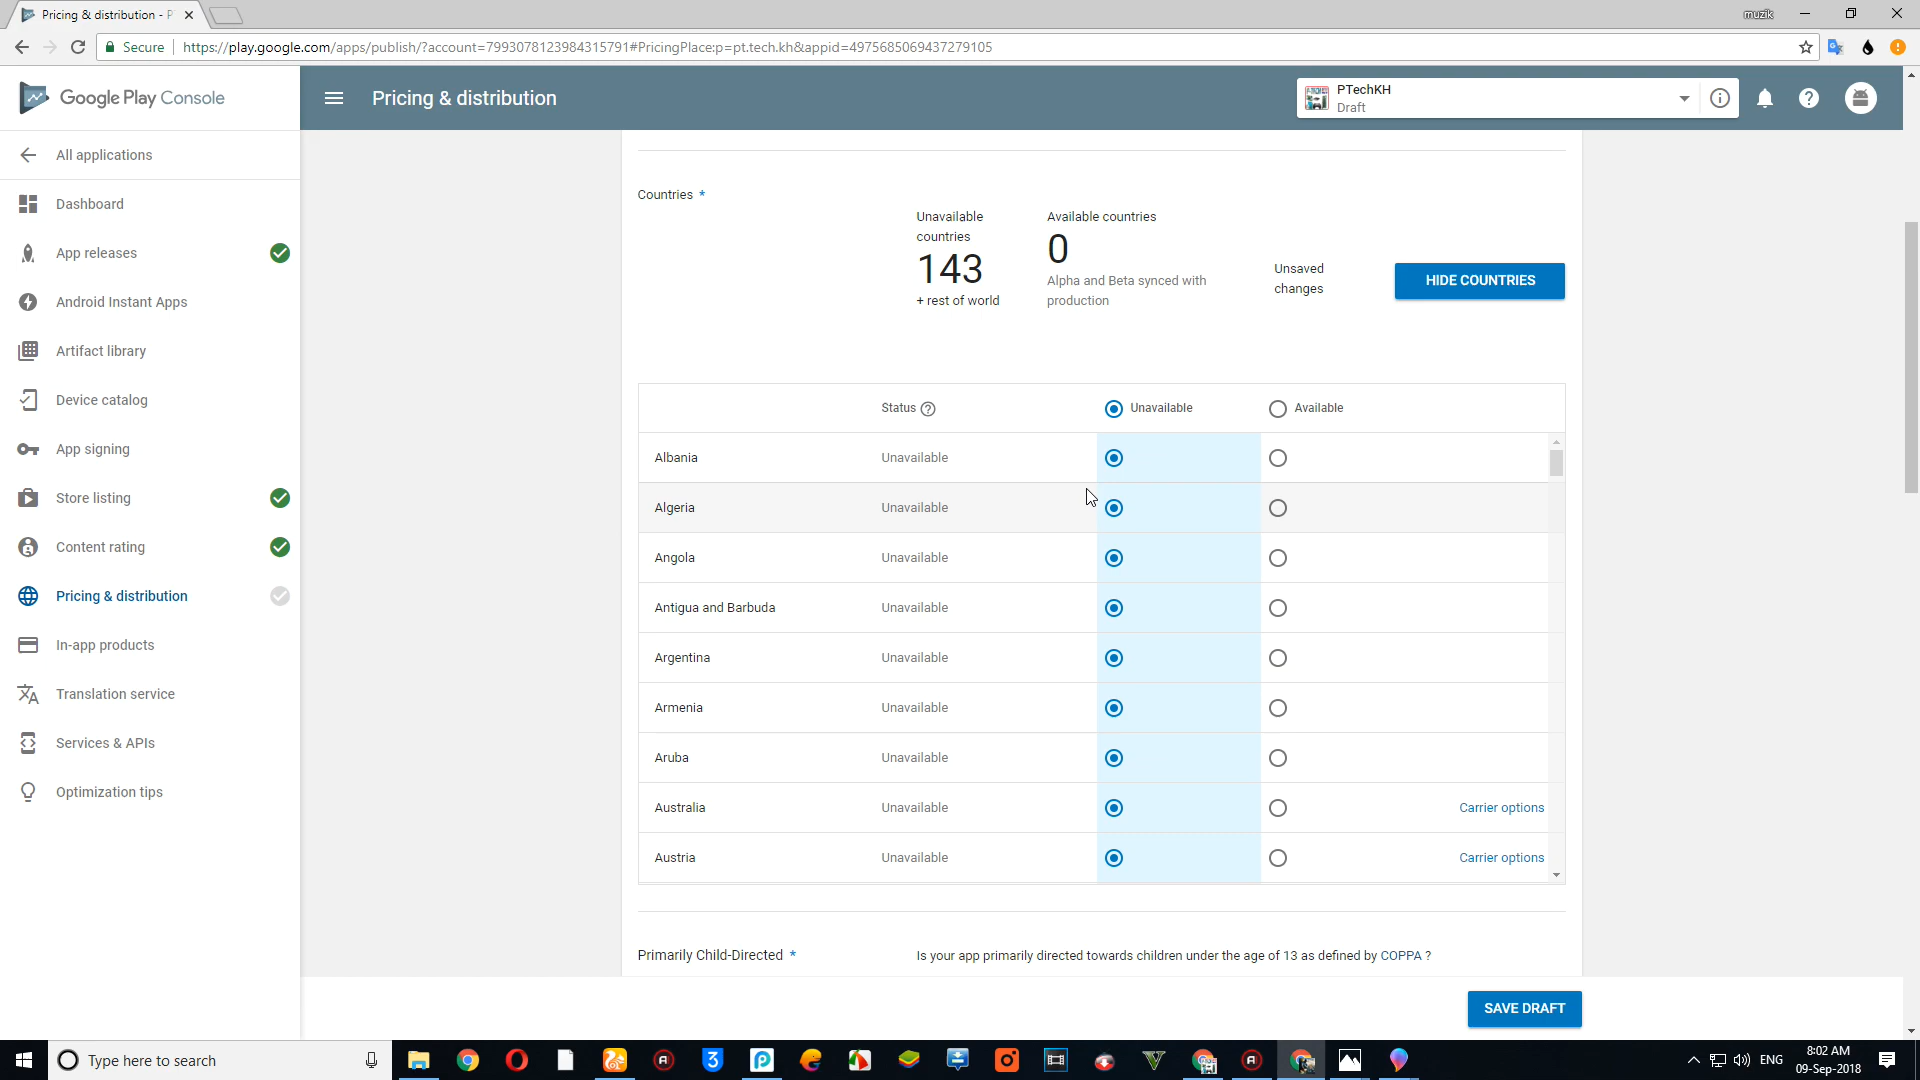 Pricing & distribution - P
muzik
Secure
https://play.google.com/apps/publish/?account=7993078123984315791#PricingPlace:p=pt.tech.kh&appid=4975685069437279105
Google Play Console
Pricing & distribution
PTechKH
Draft
All applications
Dashboard
App releases
Android Instant Apps
Artifact library
Device catalog
App signing
Store listing
Content rating
Pricing & distribution
In-app products
Translation service
Services & APIs
Optimization tips
Countries *
Unavailable
countries
143
+ rest of world
Available countries
0
Alpha and Beta synced with
production
Unsaved
changes
HIDE COUNTRIES
Status
Unavailable
Available
Albania Unavailable
Algeria Unavailable
Angola Unavailable
Antigua and Barbuda Unavailable
Argentina Unavailable
Armenia Unavailable
Aruba Unavailable
Australia Unavailable Carrier options
Austria Unavailable Carrier options
Primarily Child-Directed *
Is your app primarily directed towards children under the age of 13 as defined by COPPA ?
SAVE DRAFT
Type here to search
ENG
8:02 AM
09-Sep-2018